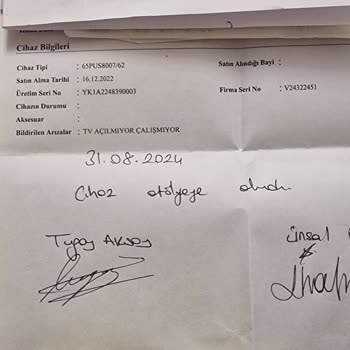 Cihaz Bilgileri
Cihaz Tipi : 65PUS8007/62 Satın Alındığı Bayi :
Satın Alma Tarihi : 16.12.2022
Üretim Seri No : YK1A2248390003 Firma Seri No : V24322451
Cihazın Durumu :
Aksesuar :
Bildirilen Arızalar : TV AÇILMIYOR ÇALIŞMIYOR
31.08.2024
Cihaz atölyeye alındı.
AKSOY Ünsal